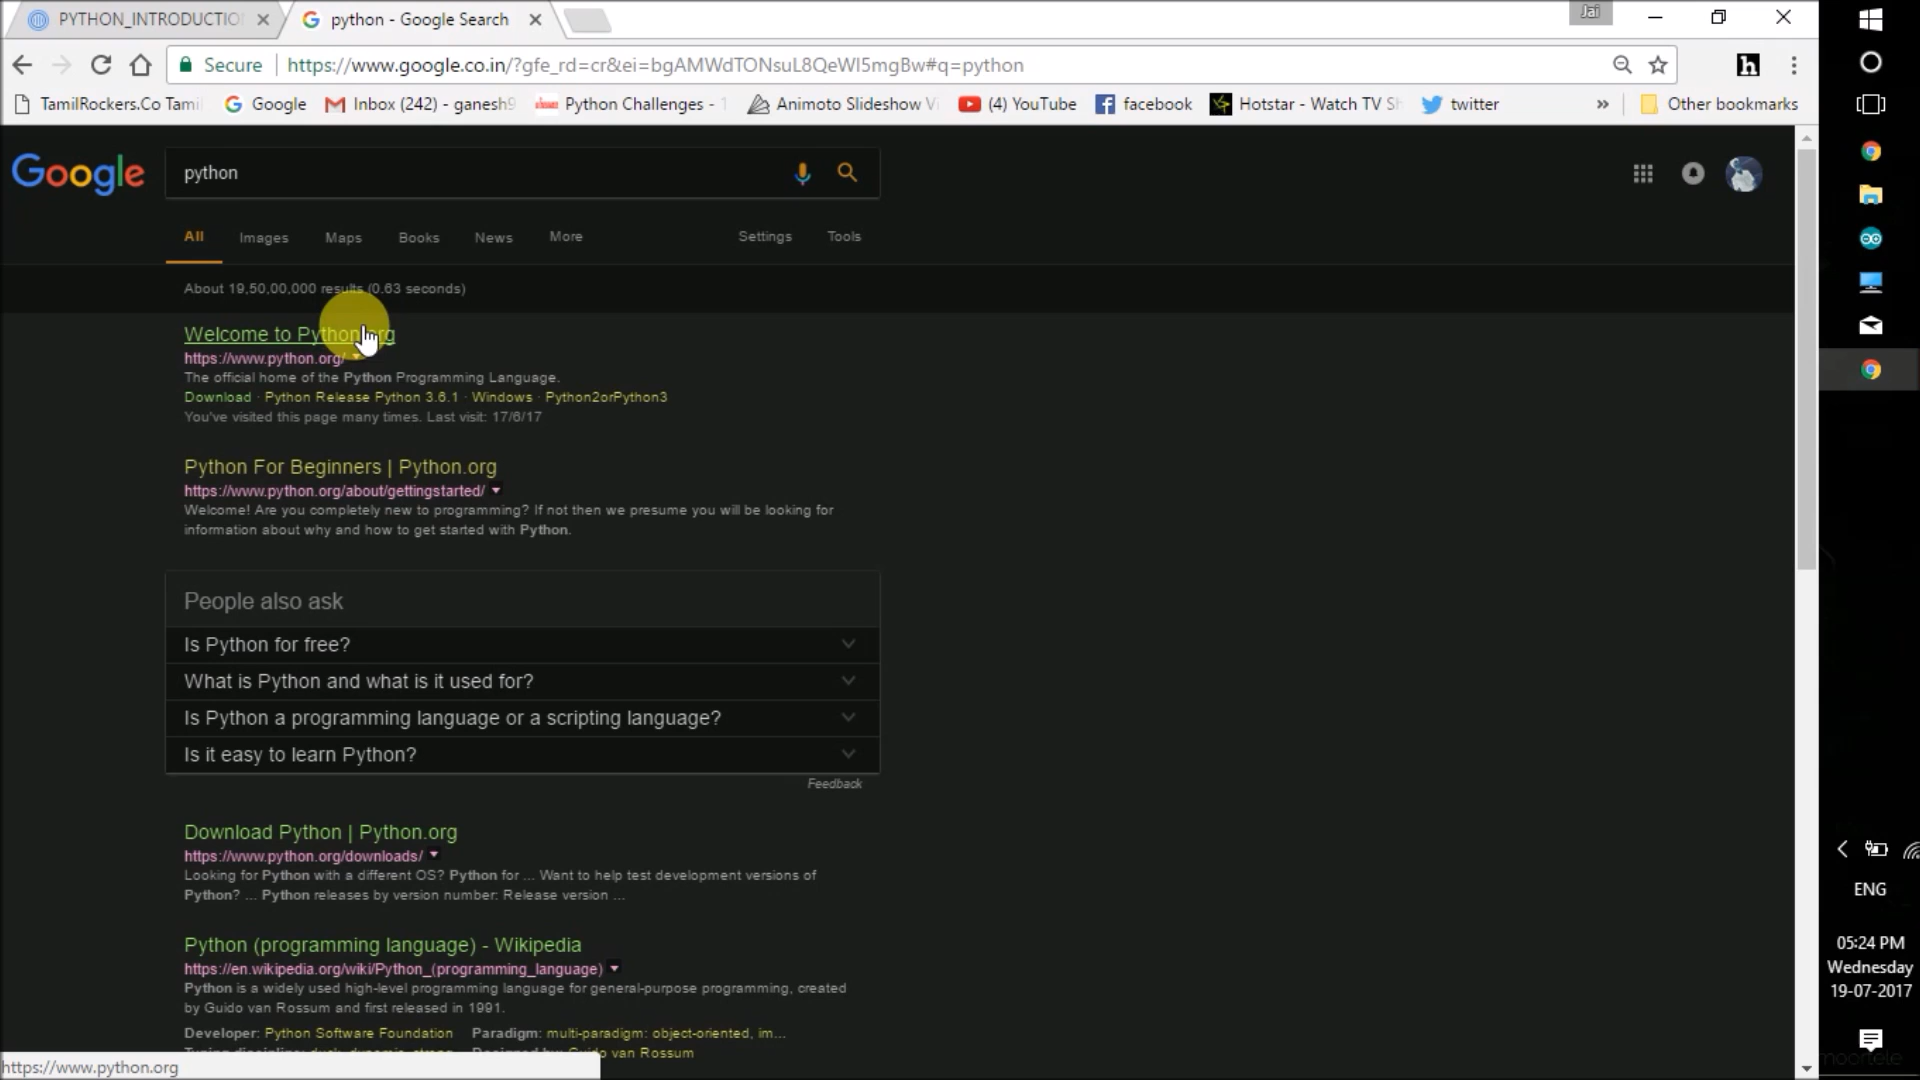 PYTHON_INTRODUCTIO
python - Google Search
Jai
Secure
https://www.google.co.in/?gfe_rd=cr&ei=bgAMWdTONsuL8QeWI5mgBw#q=python
TamilRockers.Co Tami
Google
Inbox (242) - ganesh9
Python Challenges - 1
Animoto Slideshow Vi
(4) YouTube
facebook
Hotstar - Watch TV Sh
twitter
»
Other bookmarks
Google
python
All
Images
Maps
Books
News
More
Settings
Tools
About 19,50,00,000 results (0.63 seconds)
Welcome to Python.org
https://www.python.org/
The official home of the Python Programming Language.
Download · Python Release Python 3.6.1 · Windows · Python2orPython3
You've visited this page many times. Last visit: 17/6/17
Python For Beginners | Python.org
https://www.python.org/about/gettingstarted/
Welcome! Are you completely new to programming? If not then we presume you will be looking for
information about why and how to get started with Python.
People also ask
Is Python for free?
What is Python and what is it used for?
Is Python a programming language or a scripting language?
Is it easy to learn Python?
Feedback
Download Python | Python.org
https://www.python.org/downloads/
Looking for Python with a different OS? Python for ... Want to help test development versions of
Python? ... Python releases by version number: Release version ...
Python (programming language) - Wikipedia
https://en.wikipedia.org/wiki/Python_(programming_language)
Python is a widely used high-level programming language for general-purpose programming, created
by Guido van Rossum and first released in 1991.
Developer: Python Software Foundation Paradigm: multi-paradigm: object-oriented, im...
van Rossum
https://www.python.org
ENG
05:24 PM
Wednesday
19-07-2017